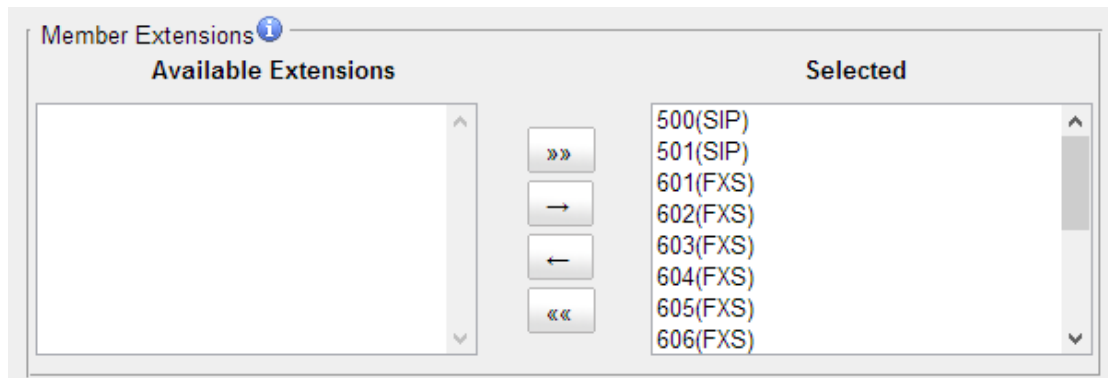 Member Extensions
Available Extensions
Selected
500(SIP)
501(SIP)
601(FXS)
602(FXS)
603(FXS)
604(FXS)
605(FXS)
606(FXS)
»»
→
←
««